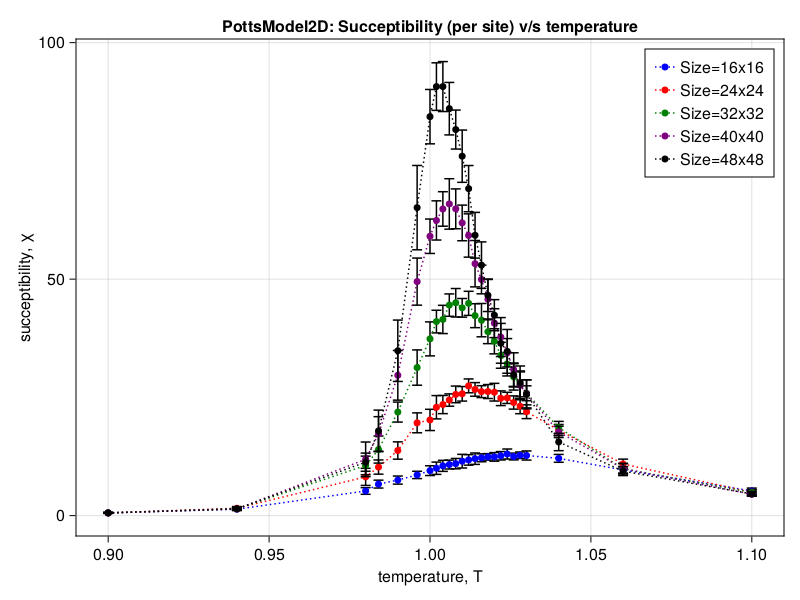 PottsModel2D: Succeptibility (per site) v/s temperature
100
50
0
succeptibility, χ
Size=16x16
Size=24x24
Size=32x32
Size=40x40
Size=48x48
0.90
0.95
1.00
1.05
1.10
temperature, T